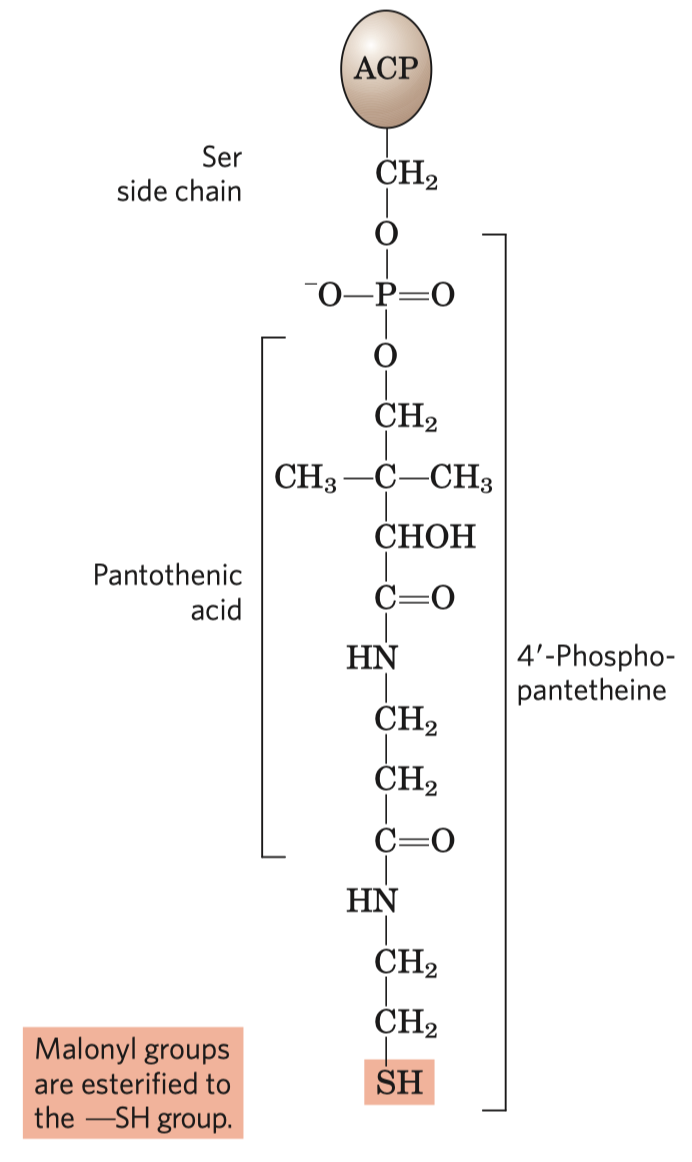 ACP
Ser
side chain
CH₂
O
⁻O—P=O
O
CH₂
CH₃—C—CH₃
CHOH
Pantothenic
acid
C=O
HN
4′-Phospho-
pantetheine
CH₂
CH₂
C=O
HN
CH₂
CH₂
SH
Malonyl groups
are esterified to
the —SH group.